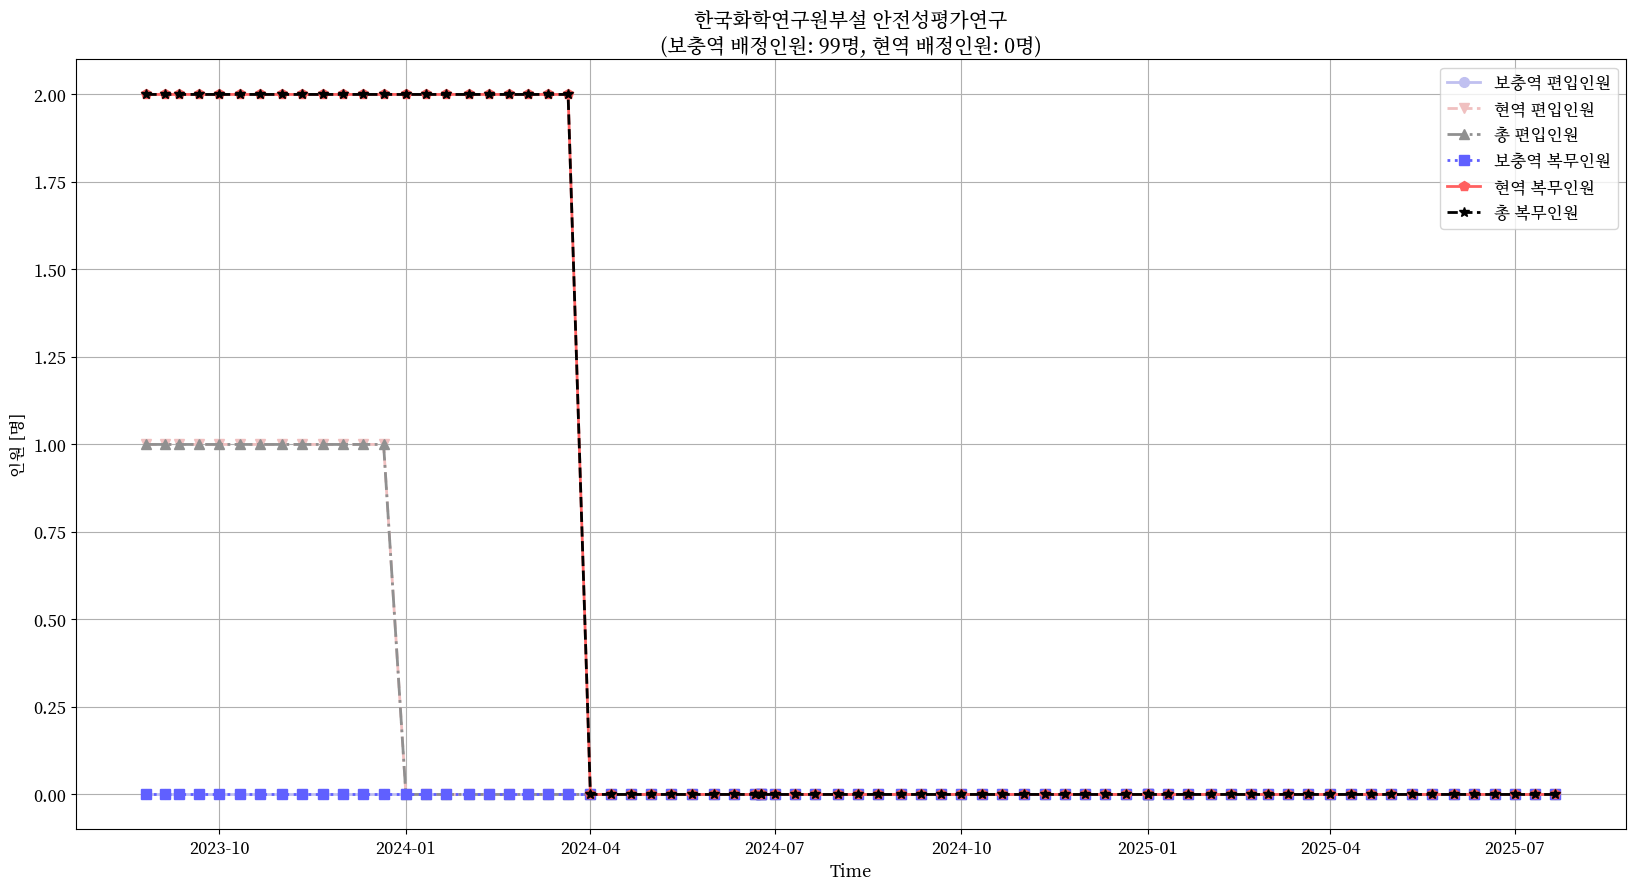 한국화학연구원부설 안전성평가연구
(보충역 배정인원: 99명, 현역 배정인원: 0명)
보충역 편입인원
현역 편입인원
총 편입인원
보충역 복무인원
현역 복무인원
총 복무인원
인원 [명]
2.00
1.75
1.50
1.25
1.00
0.75
0.50
0.25
0.00
2023-10
2024-01
2024-04
2024-07
2024-10
2025-01
2025-04
2025-07
Time